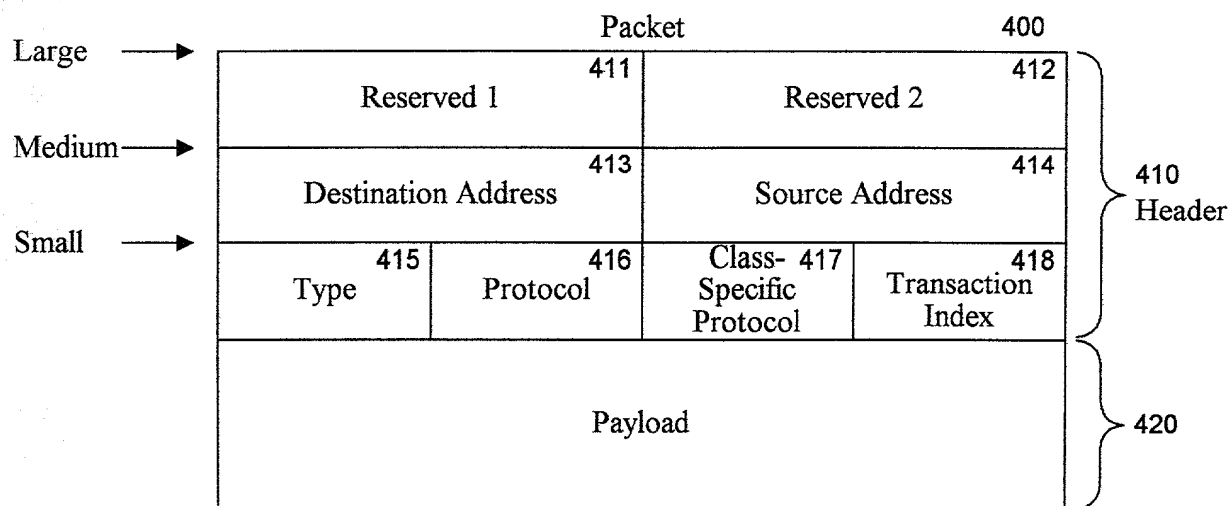 Packet 400
Large
411 412
Reserved 1 Reserved 2
Medium
413 414
Destination Address Source Address
410
Header
Small
415 416 Class- 417 418
Type Protocol Specific Transaction
Protocol Index
Payload 420